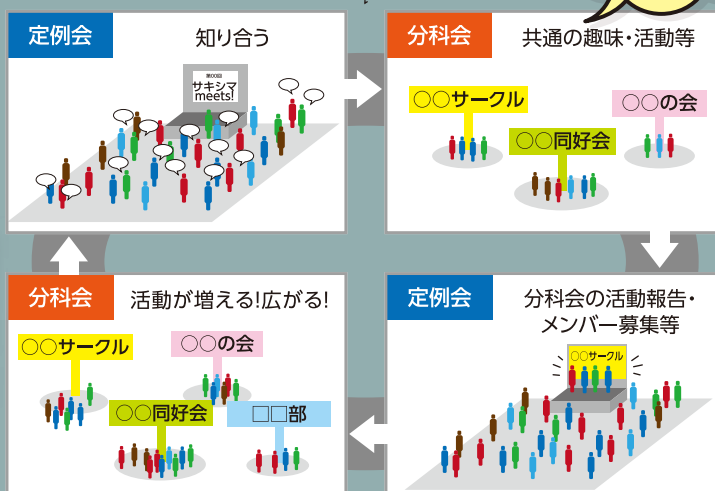 定例会
知り合う
第00回
サキシマ
meets!
分科会
共通の趣味・活動等
○○サークル
○○同好会
○○の会
分科会
活動が増える!広がる!
○○サークル
○○の会
○○同好会
□□部
定例会
分科会の活動報告・
メンバー募集等
○○サークル